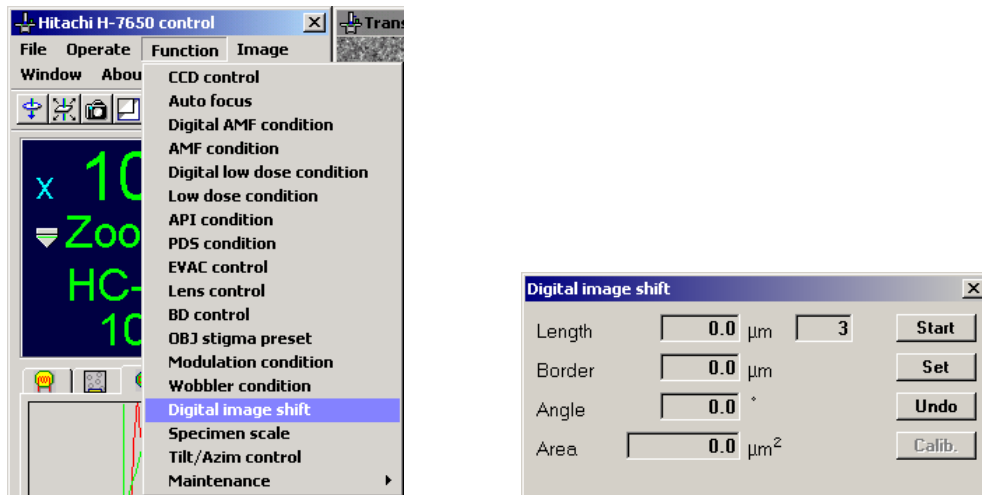 Hitachi H-7650 control
Trans
File Operate Function Image
Window Abou
CCD control
Auto focus
Digital AMF condition
AMF condition
Digital low dose condition
Low dose condition
API condition
PDS condition
EVAC control
Lens control
BD control
OBJ stigma preset
Modulation condition
Wobbler condition
Digital image shift
Specimen scale
Tilt/Azim control
Maintenance
x 10
Zoo
HC-
10
Digital image shift
Length 0.0 µm 3 Start
Border 0.0 µm Set
Angle 0.0 ° Undo
Area 0.0 µm² Calib.